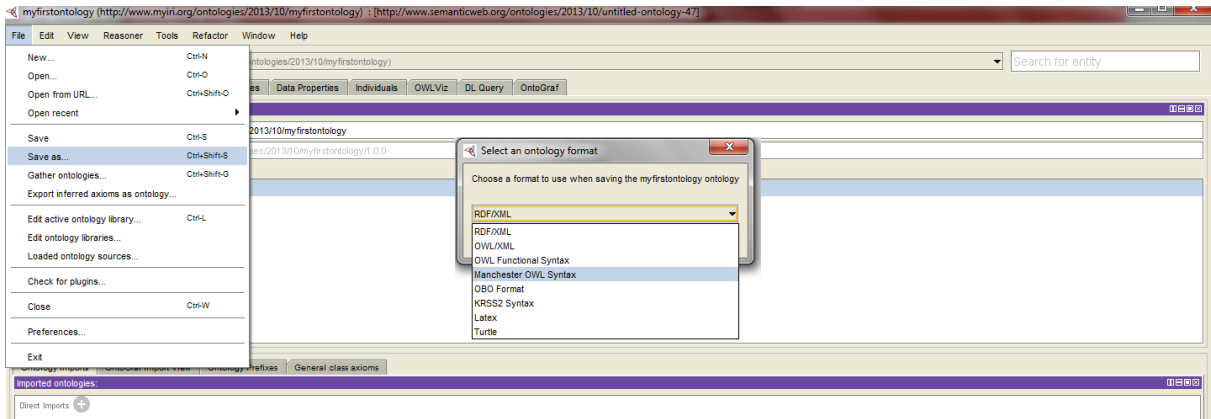 myfirstontology (http://www.myiri.org/ontologies/2013/10/myfirstontology) : [http://www.semanticweb.org/ontologies/2013/10/untitled-ontology-47]
File Edit View Reasoner Tools Refactor Window Help
New... Ctrl-N
Open... Ctrl-O
Open from URL... Ctrl+Shift-O
Open recent
Save Ctrl-S
Save as... Ctrl+Shift-S
Gather ontologies... Ctrl+Shift-G
Export inferred axioms as ontology...
Edit active ontology library... Ctrl-L
Edit ontology libraries...
Loaded ontology sources...
Check for plugins...
Close Ctrl-W
Preferences...
Exit
ntologies/2013/10/myfirstontology)
Search for entity
es Data Properties Individuals OWLViz DL Query OntoGraf
2013/10/myfirstontology
ies/2013/10/myfirstontology/1.0.0
Select an ontology format
Choose a format to use when saving the myfirstontology ontology
RDF/XML
RDF/XML
OWL/XML
OWL Functional Syntax
Manchester OWL Syntax
OBO Format
KRSS2 Syntax
Latex
Turtle
Ontology Imports OntoGraf Import View Ontology Prefixes General class axioms
Imported ontologies:
Direct Imports